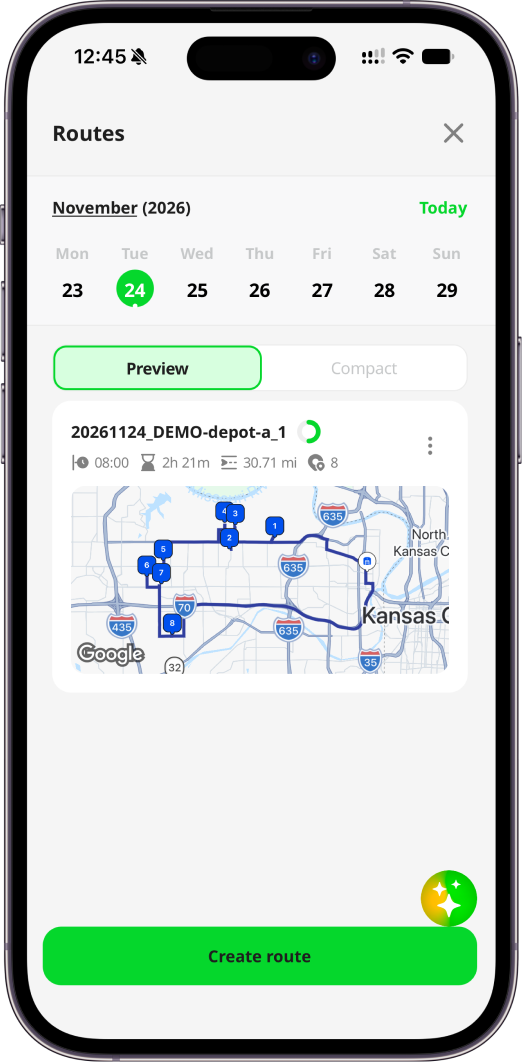 12:45
Routes
November (2026)
Today
Mon Tue Wed Thu Fri Sat Sun
23 24 25 26 27 28 29
Preview
Compact
20261124_DEMO-depot-a_1
08:00 2h 21m 30.71 mi 8
4 3 1
2
635
North
Kansas C
5
6 7
635
70
8
435
635
Kansas C
Google
32
35
Create route